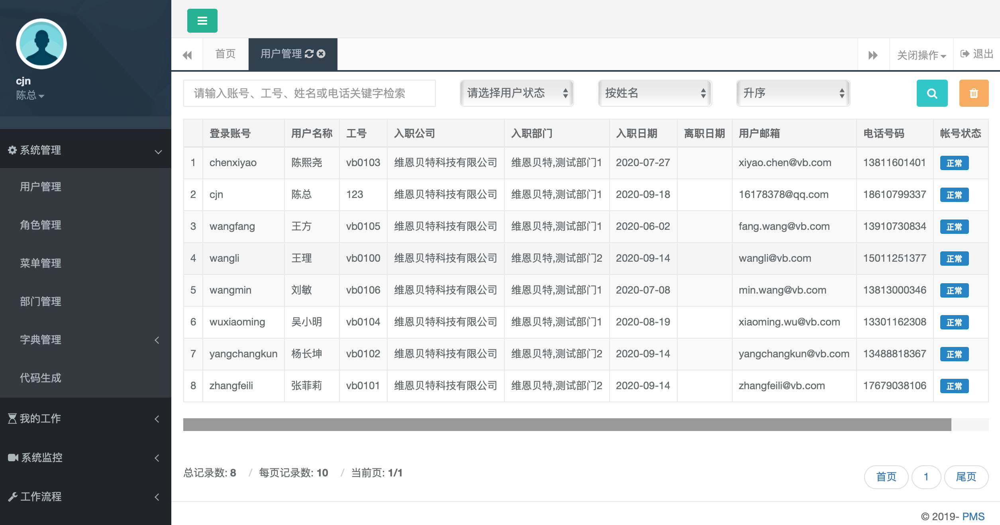 cjn
陈总
系统管理
用户管理
角色管理
菜单管理
部门管理
字典管理
代码生成
我的工作
系统监控
工作流程
首页 用户管理 关闭操作 退出
请输入账号、工号、姓名或电话关键字检索 请选择用户状态 按姓名 升序
登录账号 用户名称 工号 入职公司 入职部门 入职日期 离职日期 用户邮箱 电话号码 帐号状态
1 chenxiyao 陈熙尧 vb0103 维恩贝特科技有限公司 维恩贝特,测试部门1 2020-07-27 xiyao.chen@vb.com 13811601401 正常
2 cjn 陈总 123 维恩贝特科技有限公司 维恩贝特,测试部门1 2020-09-18 16178378@qq.com 18610799337 正常
3 wangfang 王方 vb0105 维恩贝特科技有限公司 维恩贝特,测试部门1 2020-06-02 fang.wang@vb.com 13910730834 正常
4 wangli 王理 vb0100 维恩贝特科技有限公司 维恩贝特,测试部门2 2020-09-14 wangli@vb.com 15011251377 正常
5 wangmin 刘敏 vb0106 维恩贝特科技有限公司 维恩贝特,测试部门1 2020-07-08 min.wang@vb.com 13813000346 正常
6 wuxiaoming 吴小明 vb0104 维恩贝特科技有限公司 维恩贝特,测试部门1 2020-08-19 xiaoming.wu@vb.com 13301162308 正常
7 yangchangkun 杨长坤 vb0102 维恩贝特科技有限公司 维恩贝特,测试部门2 2020-09-14 yangchangkun@vb.com 13488818367 正常
8 zhangfeili 张菲莉 vb0101 维恩贝特科技有限公司 维恩贝特,测试部门2 2020-09-14 zhangfeili@vb.com 17679038106 正常
总记录数: 8 / 每页记录数: 10 / 当前页: 1/1
首页 1 尾页
© 2019- PMS